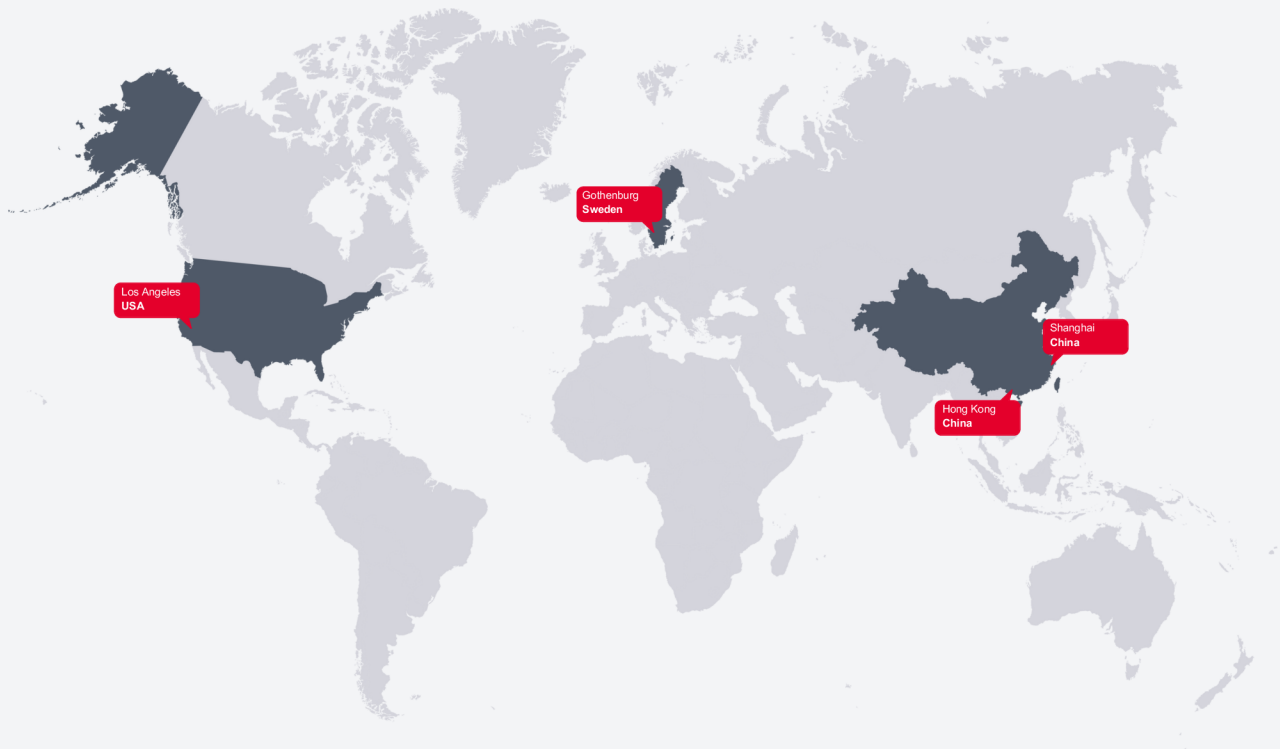 Gothenburg
Sweden
Los Angeles
USA
Shanghai
China
Hong Kong
China